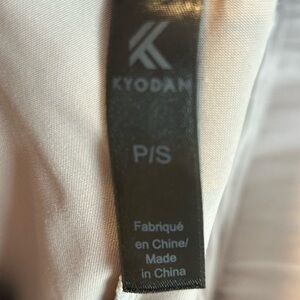 KYODAN
P/S
Fabriqué
en Chine/
Made
in China